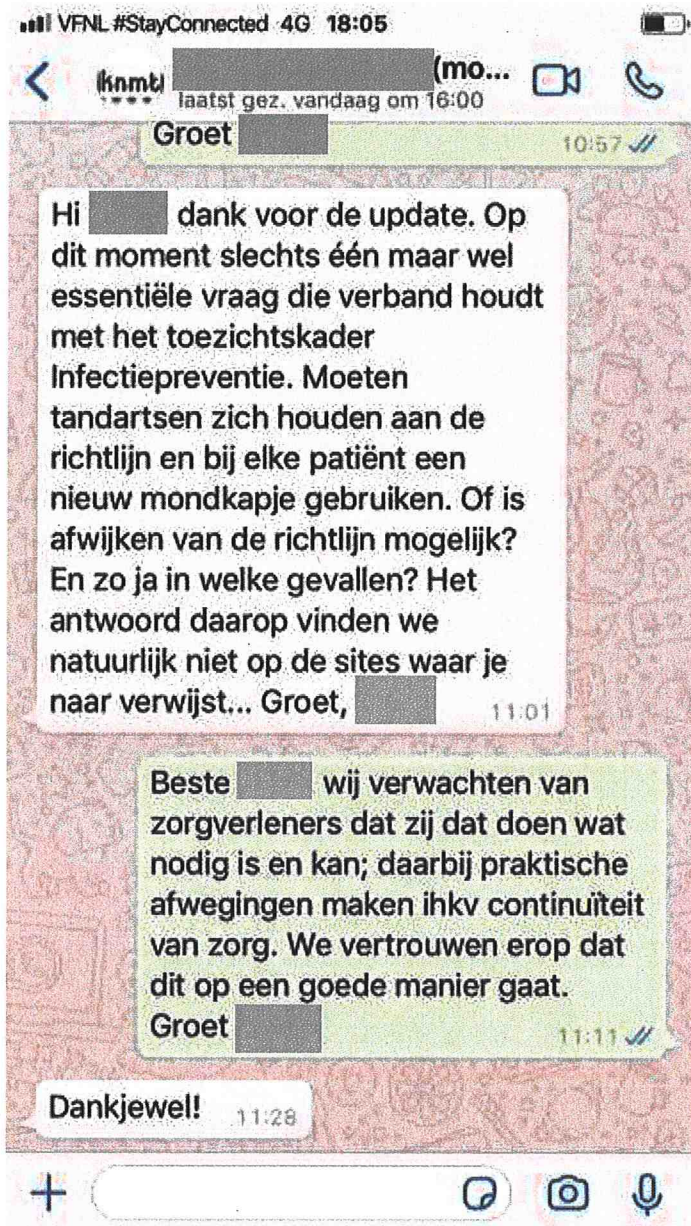 VFNL #StayConnected 4G 18:05
knmt (mo...
laatst gez. vandaag om 16:00
Groet
10:57
Hi dank voor de update. Op
dit moment slechts één maar wel
essentiële vraag die verband houdt
met het toezichtskader
Infectiepreventie. Moeten
tandartsen zich houden aan de
richtlijn en bij elke patiënt een
nieuw mondkapje gebruiken. Of is
afwijken van de richtlijn mogelijk?
En zo ja in welke gevallen? Het
antwoord daarop vinden we
natuurlijk niet op de sites waar je
naar verwijst... Groet,
11:01
Beste wij verwachten van
zorgverleners dat zij dat doen wat
nodig is en kan; daarbij praktische
afwegingen maken ihkv continuïteit
van zorg. We vertrouwen erop dat
dit op een goede manier gaat.
Groet
11:11
Dankjewel! 11:28